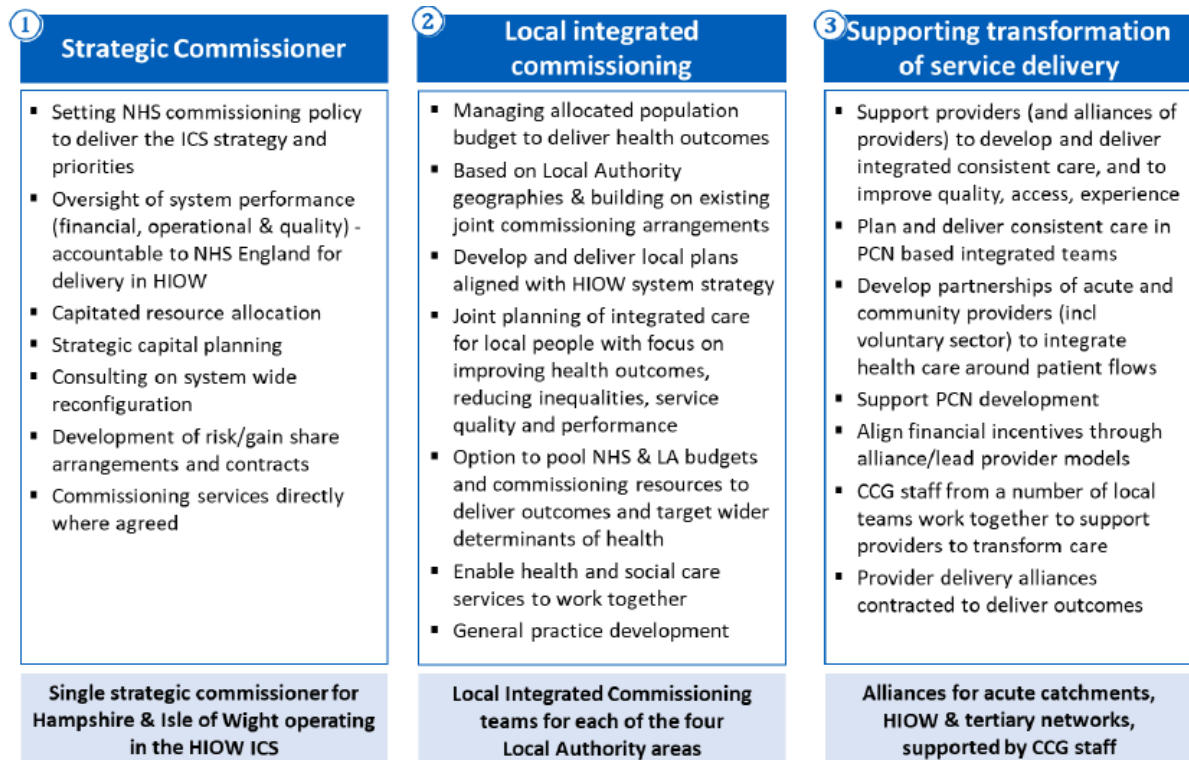 1
Strategic Commissioner
▪ Setting NHS commissioning policy
to deliver the ICS strategy and
priorities
▪ Oversight of system performance
(financial, operational & quality) -
accountable to NHS England for
delivery in HIOW
▪ Capitated resource allocation
▪ Strategic capital planning
▪ Consulting on system wide
reconfiguration
▪ Development of risk/gain share
arrangements and contracts
▪ Commissioning services directly
where agreed
Single strategic commissioner for
Hampshire & Isle of Wight operating
in the HIOW ICS
2
Local integrated
commissioning
▪ Managing allocated population
budget to deliver health outcomes
▪ Based on Local Authority
geographies & building on existing
joint commissioning arrangements
▪ Develop and deliver local plans
aligned with HIOW system strategy
▪ Joint planning of integrated care
for local people with focus on
improving health outcomes,
reducing inequalities, service
quality and performance
▪ Option to pool NHS & LA budgets
and commissioning resources to
deliver outcomes and target wider
determinants of health
▪ Enable health and social care
services to work together
▪ General practice development
Local Integrated Commissioning
teams for each of the four
Local Authority areas
3
Supporting transformation
of service delivery
▪ Support providers (and alliances of
providers) to develop and deliver
integrated consistent care, and to
improve quality, access, experience
▪ Plan and deliver consistent care in
PCN based integrated teams
▪ Develop partnerships of acute and
community providers (incl
voluntary sector) to integrate
health care around patient flows
▪ Support PCN development
▪ Align financial incentives through
alliance/lead provider models
▪ CCG staff from a number of local
teams work together to support
providers to transform care
▪ Provider delivery alliances
contracted to deliver outcomes
Alliances for acute catchments,
HIOW & tertiary networks,
supported by CCG staff